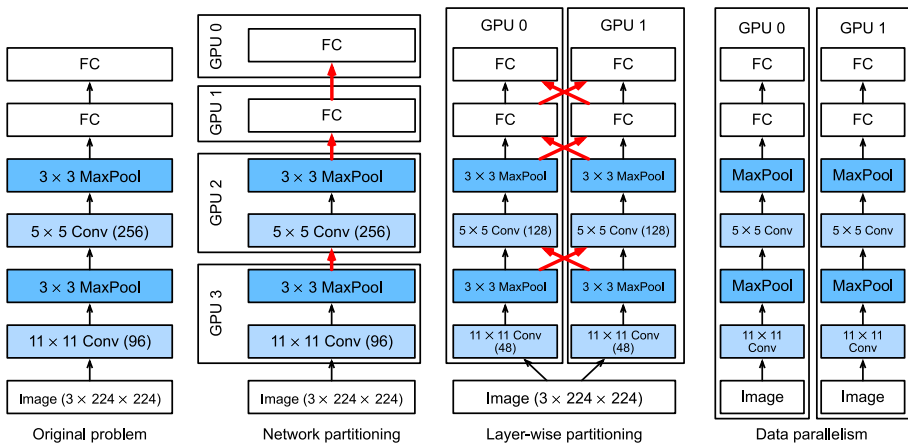 FC
FC
3 × 3 MaxPool
5 × 5 Conv (256)
3 × 3 MaxPool
11 × 11 Conv (96)
Image (3 × 224 × 224)
Original problem
GPU 0
FC
GPU 1
FC
GPU 2
3 × 3 MaxPool
5 × 5 Conv (256)
GPU 3
3 × 3 MaxPool
11 × 11 Conv (96)
Image (3 × 224 × 224)
Network partitioning
GPU 0
FC
FC
3 × 3 MaxPool
5 × 5 Conv (128)
3 × 3 MaxPool
11 × 11 Conv
(48)
GPU 1
FC
FC
3 × 3 MaxPool
5 × 5 Conv (128)
3 × 3 MaxPool
11 × 11 Conv
(48)
Image (3 × 224 × 224)
Layer-wise partitioning
GPU 0
FC
FC
MaxPool
5 × 5 Conv
MaxPool
11 × 11
Conv
Image
GPU 1
FC
FC
MaxPool
5 × 5 Conv
MaxPool
11 × 11
Conv
Image
Data parallelism